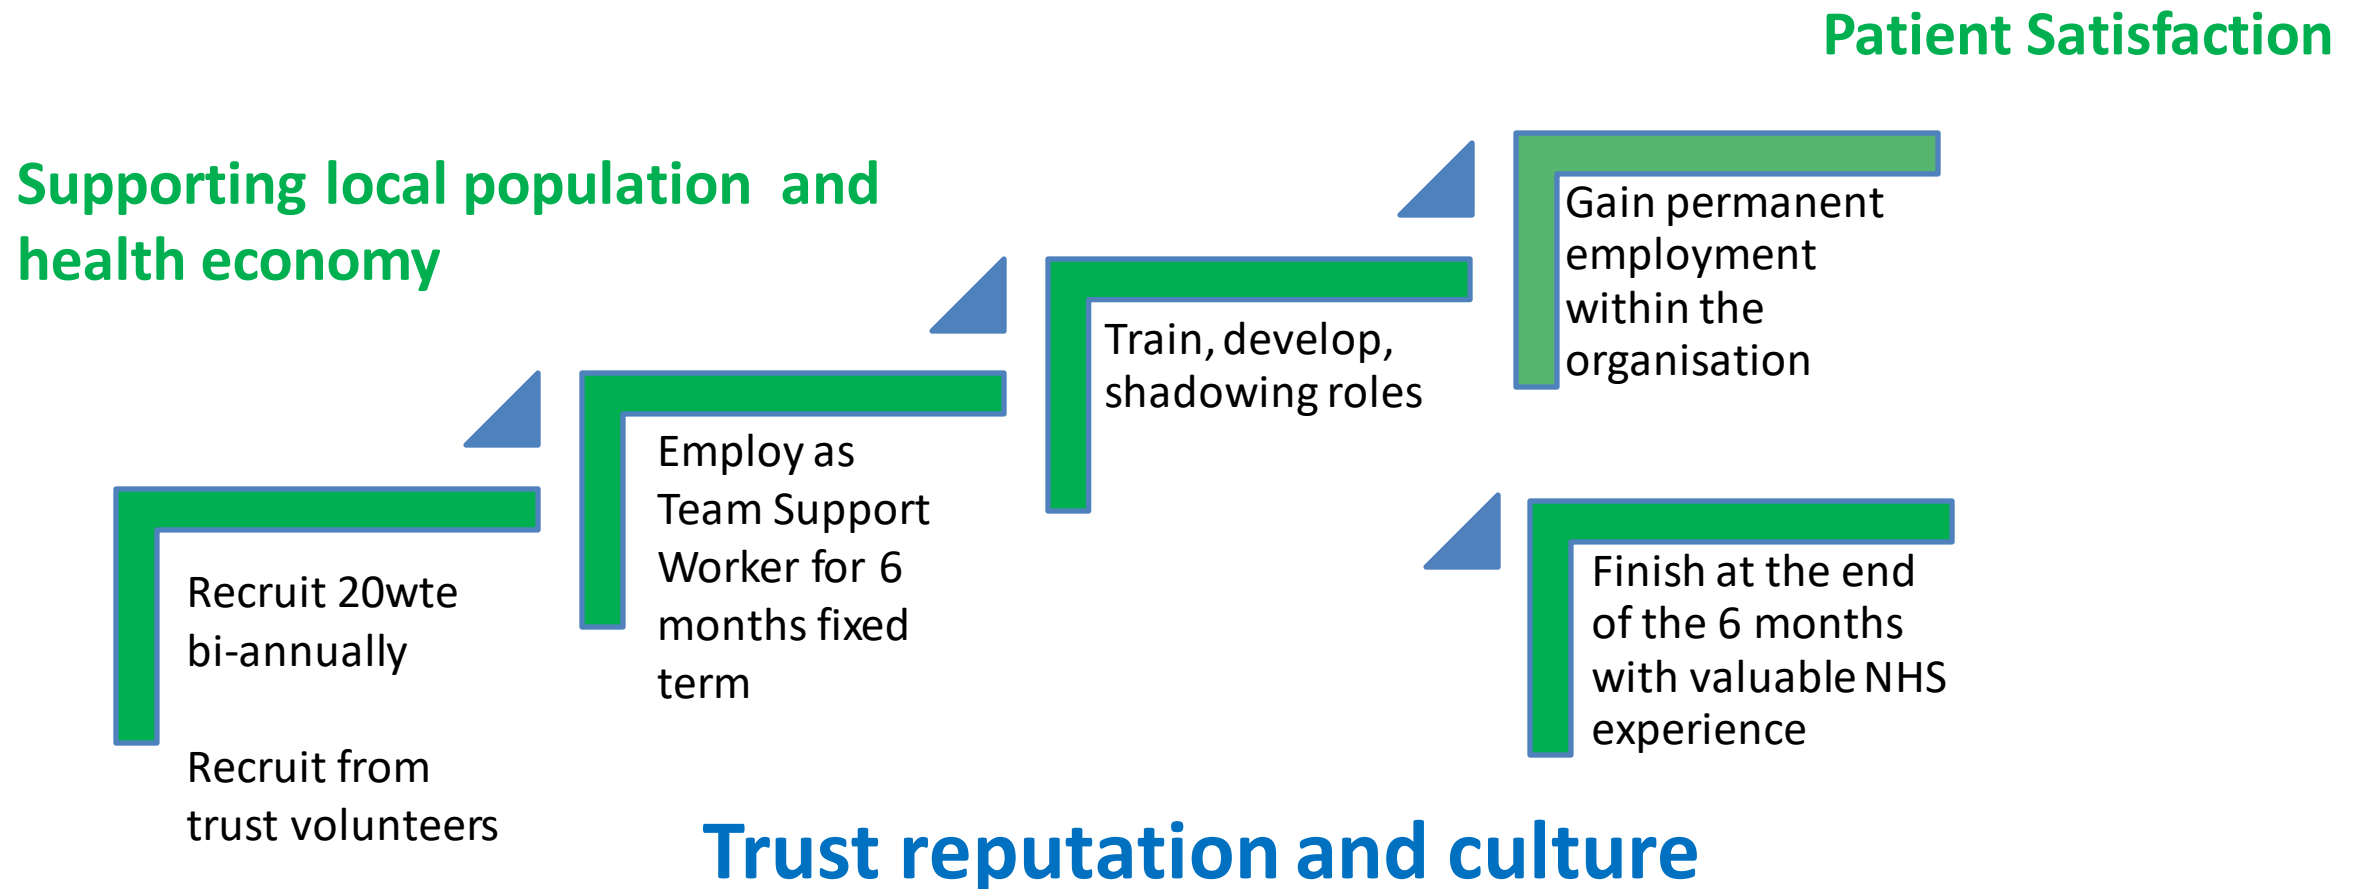 Patient Satisfaction
Supporting local population and
health economy
Recruit 20wte
bi-annually
Recruit from
trust volunteers
Employ as
Team Support
Worker for 6
months fixed
term
Train, develop,
shadowing roles
Gain permanent
employment
within the
organisation
Finish at the end
of the 6 months
with valuable NHS
experience
Trust reputation and culture